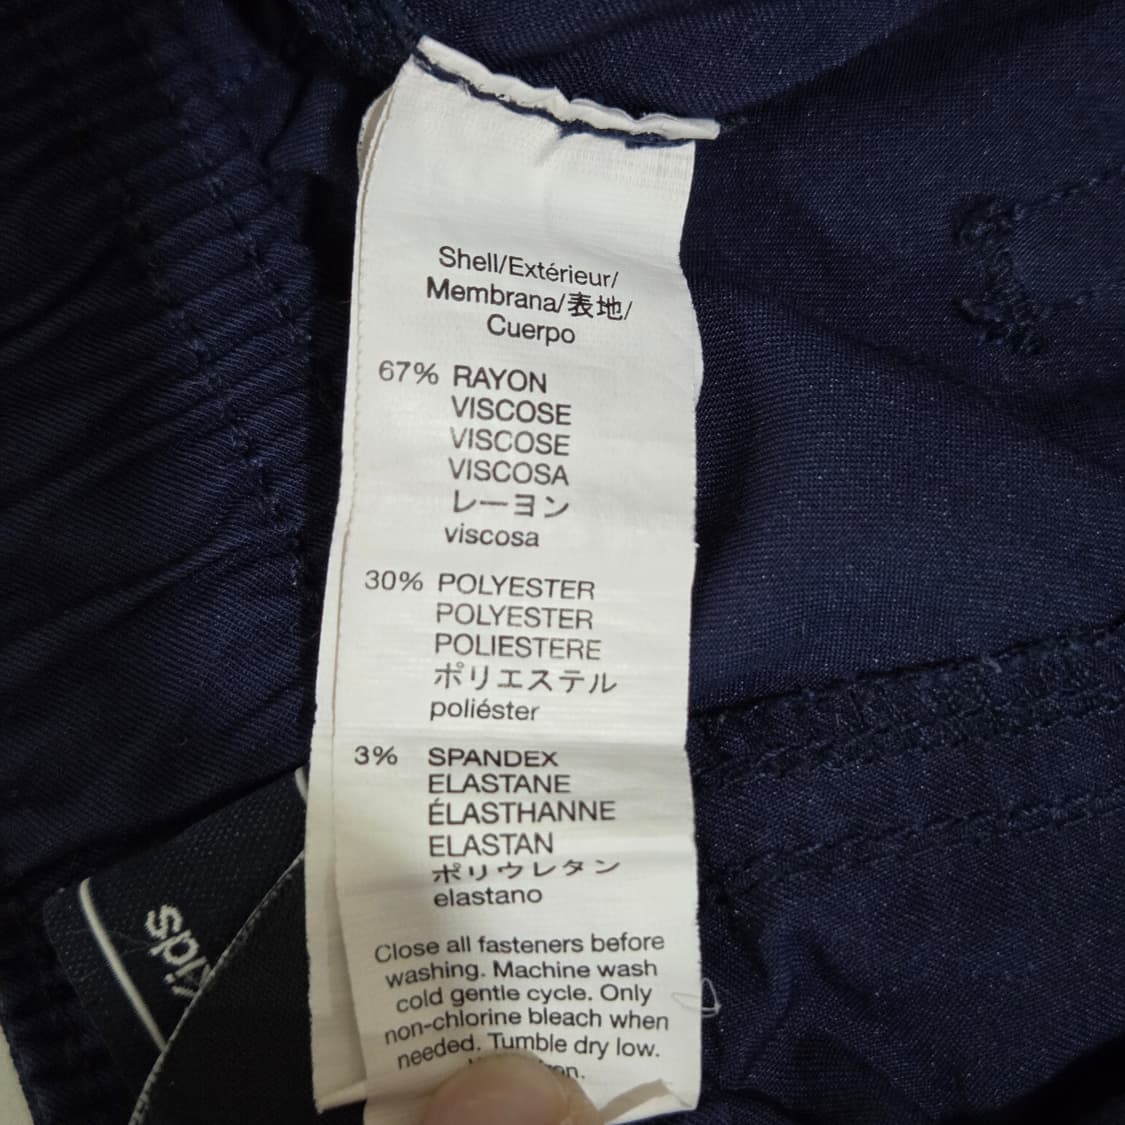 Shell/Extérieur/
Membrana/表地/
Cuerpo
67% RAYON
VISCOSE
VISCOSE
VISCOSA
レーヨン
viscosa
30% POLYESTER
POLYESTER
POLIESTERE
ポリエステル
poliéster
3% SPANDEX
ELASTANE
ÉLASTHANNE
ELASTAN
ポリウレタン
elastano
Close all fasteners before
washing. Machine wash
cold gentle cycle. Only
non-chlorine bleach when
needed. Tumble dry low.
kids